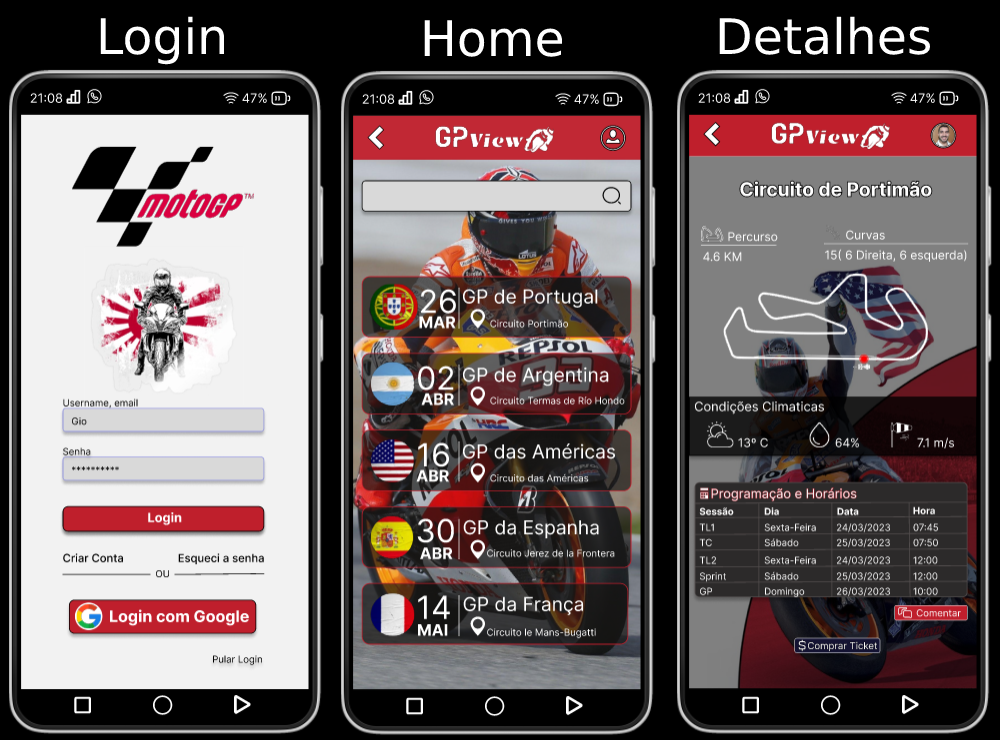 Login
21:08
47%
motoGP™
Username, email
Gio
Senha
**********
Login
Criar Conta
Esqueci a senha
OU
Login com Google
Pular Login
Home
21:08
47%
GP View
GIVES YOU
LOTUS
26 MAR
GP de Portugal
Circuito Portimão
REPSOL
93
02 ABR
GP de Argentina
Circuito Termas de Río Hondo
HRC
16 ABR
GP das Américas
Circuito das Américas
30 ABR
GP da Espanha
Circuito Jerez de la Frontera
14 MAI
GP da França
Circuito le Mans-Bugatti
Detalhes
21:08
47%
GP View
Circuito de Portimão
Percurso
4.6 KM
Curvas
15( 6 Direita, 6 esquerda)
Condições Climaticas
13º C
64%
7.1 m/s
Programação e Horários
Sessão Dia Data Hora
TL1 Sexta-Feira 24/03/2023 07:45
TC Sábado 25/03/2023 07:50
TL2 Sexta-Feira 24/03/2023 12:00
Sprint Sábado 25/03/2023 12:00
GP Domingo 26/03/2023 10:00
Comentar
$Comprar Ticket